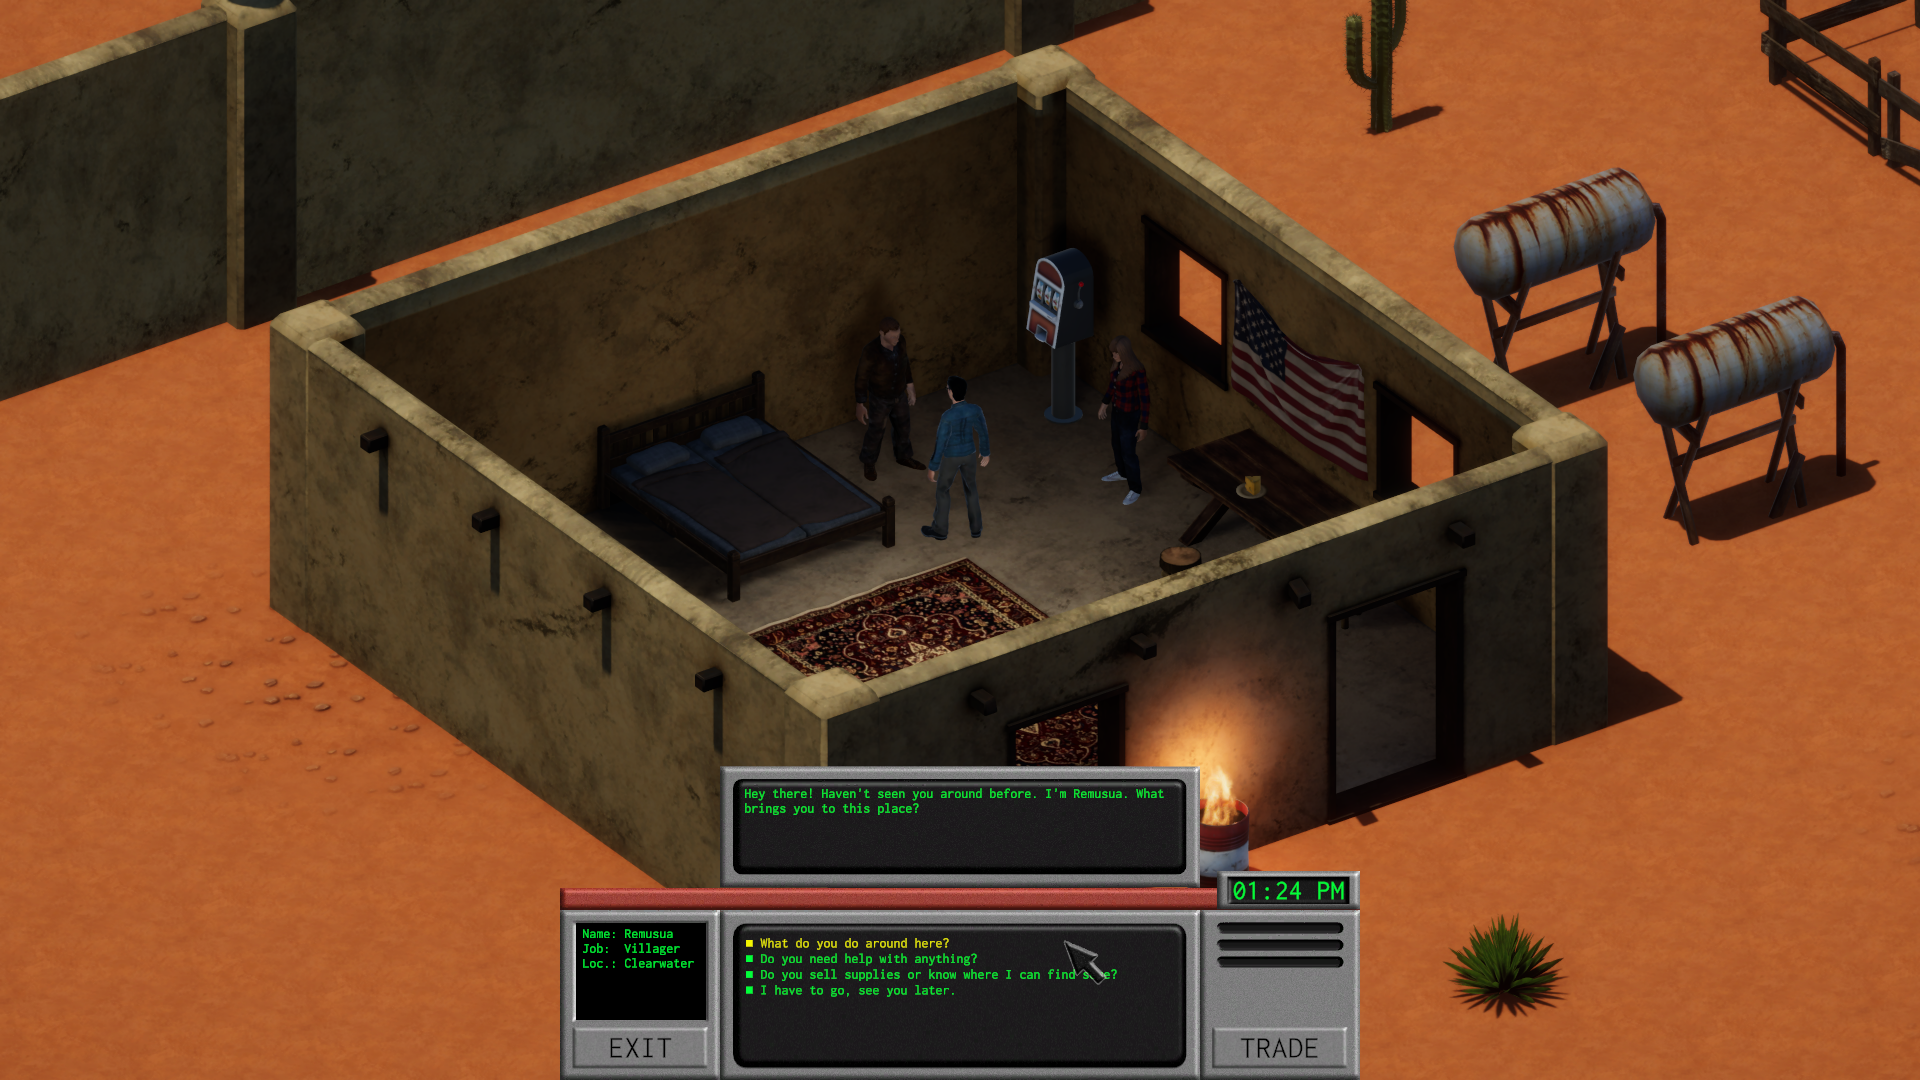 Hey there! Haven't seen you around before. I'm Remusua. What
brings you to this place?
01:24 PM
Name: Remusua
Job: Villager
Loc.: Clearwater
What do you do around here?
Do you need help with anything?
Do you sell supplies or know where I can find
I have to go, see you later.
EXIT
TRADE